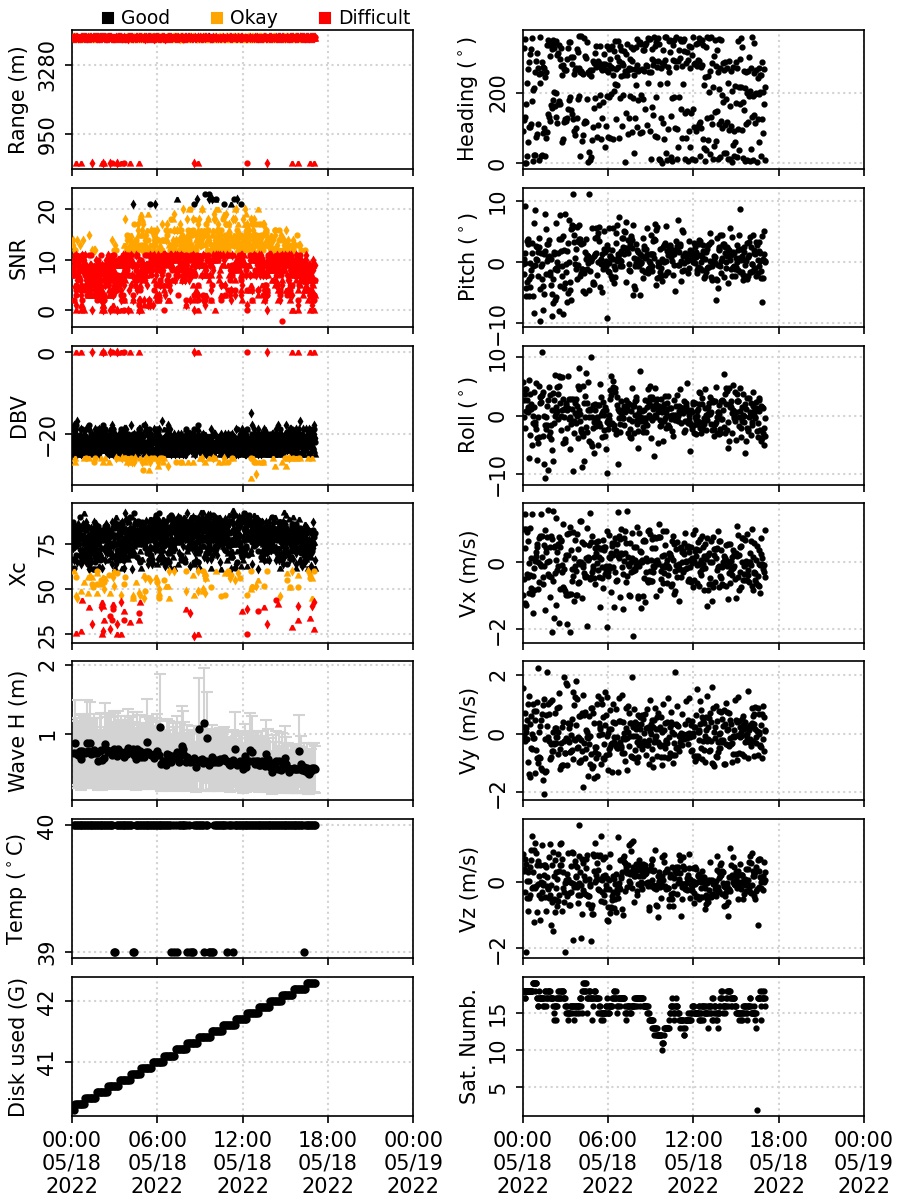 Good Okay Difficult
Range (m)
3280
950
Heading (°)
200
0
SNR
20
10
0
Pitch (°)
10
0
−10
DBV
0
−20
Roll (°)
10
0
−10
Xc
75
50
25
Vx (m/s)
0
−2
Wave H (m)
2
1
Vy (m/s)
2
0
−2
Temp (°C)
40
39
Vz (m/s)
0
−2
Disk used (G)
42
41
Sat. Numb.
15
10
5
00:00 06:00 12:00 18:00 00:00
05/18 05/18 05/18 05/18 05/19
2022 2022 2022 2022 2022
00:00 06:00 12:00 18:00 00:00
05/18 05/18 05/18 05/18 05/19
2022 2022 2022 2022 2022